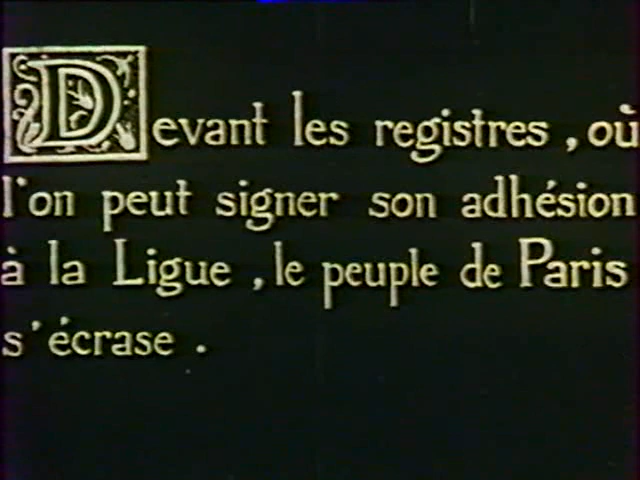 Devant les registres, où
l'on peut signer son adhésion
à la Ligue, le peuple de Paris
s'écrase.